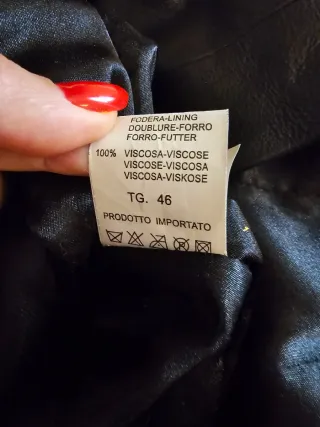 FODERA-LINING
DOUBLURE-FORRO
FORRO-FUTTER
100% VISCOSA-VISCOSE
VISCOSE-VISCOSA
VISCOSA-VISKOSE
TG. 46
PRODOTTO IMPORTATO